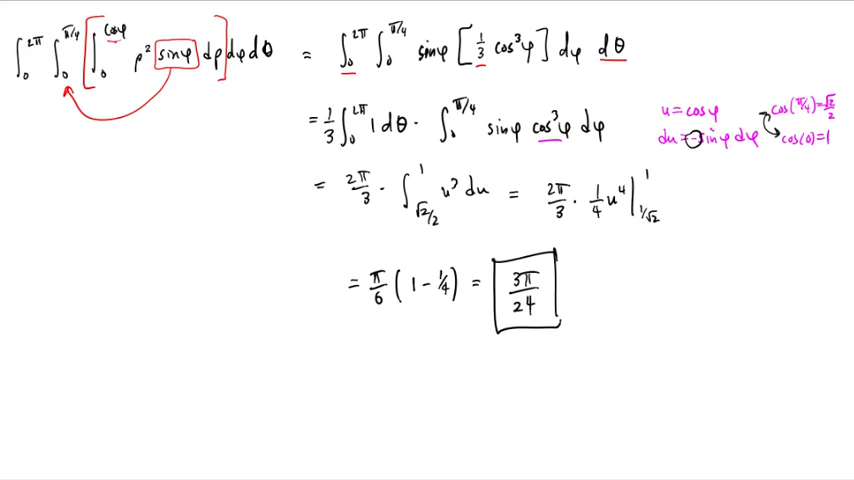 ∫₀^{2π} ∫₀^{π/4} [ ∫₀^{cosφ} ρ² sinφ dρ ] dφ dθ = ∫₀^{2π} ∫₀^{π/4} sinφ [ 1/3 cos³φ ] dφ dθ
= 1/3 ∫₀^{2π} 1 dθ · ∫₀^{π/4} sinφ cos³φ dφ
u = cosφ
du = -sinφ dφ
cos(π/4) = √2/2
cos(0) = 1
= 2π/3 · ∫_{√2/2}^{1} u³ du = 2π/3 · 1/4 u⁴ |_{1/√2}^{1}
= π/6 ( 1 - 1/4 ) = 3π/24